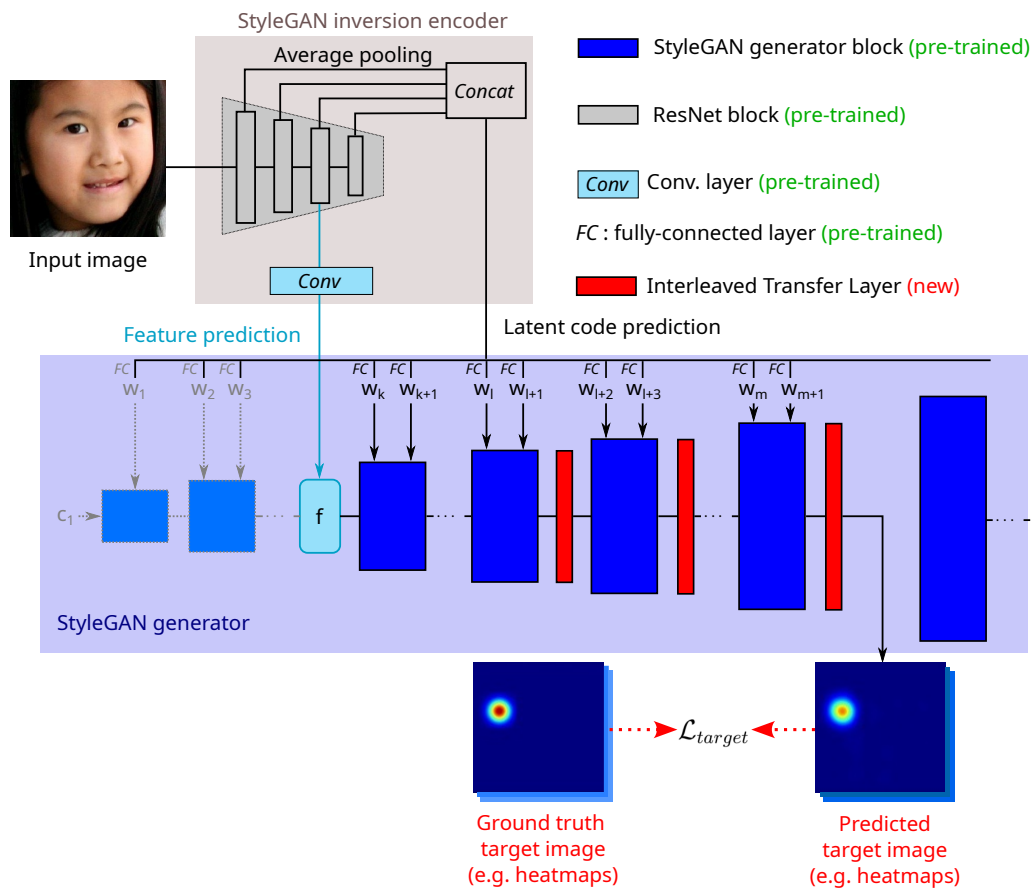 StyleGAN inversion encoder
Average pooling
Concat
Input image
Conv
StyleGAN generator block (pre-trained)
ResNet block (pre-trained)
Conv Conv. layer (pre-trained)
FC : fully-connected layer (pre-trained)
Interleaved Transfer Layer (new)
Feature prediction
Latent code prediction
FC FC FC FC FC FC FC FC FC FC FC
w₁ w₂ w₃ wₖ wₖ₊₁ wₗ wₗ₊₁ wₗ₊₂ wₗ₊₃ wₘ wₘ₊₁
c₁
f
StyleGAN generator
ℒtarget
Ground truth
target image
(e.g. heatmaps)
Predicted
target image
(e.g. heatmaps)